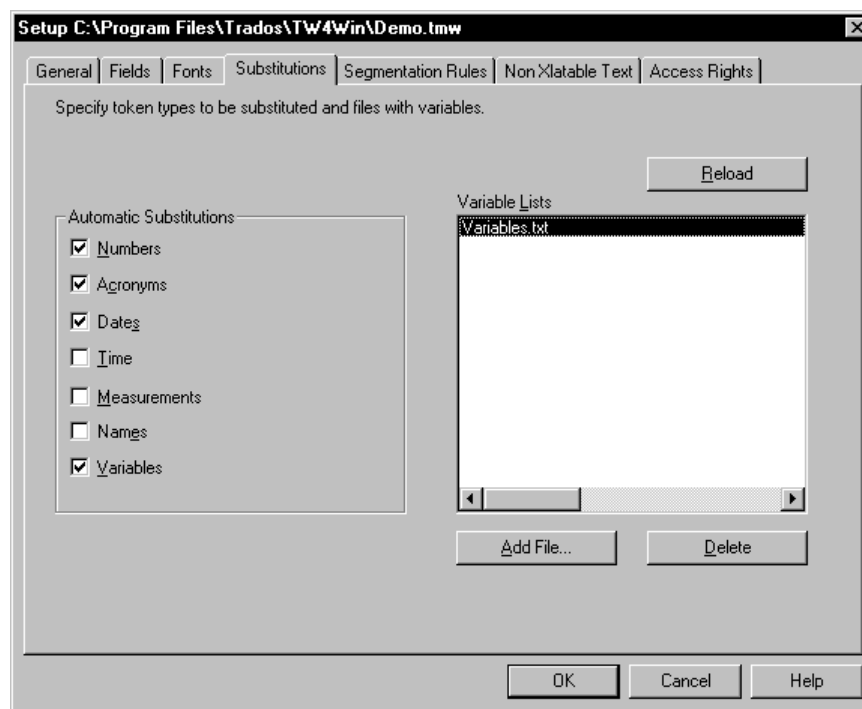 Setup C:\Program Files\Trados\TW4Win\Demo.tmw
General Fields Fonts Substitutions Segmentation Rules Non Xlatable Text Access Rights
Specify token types to be substituted and files with variables.
Reload
Variable Lists
Variables.txt
Automatic Substitutions
Numbers
Acronyms
Dates
Time
Measurements
Names
Variables
Add File... Delete
OK Cancel Help